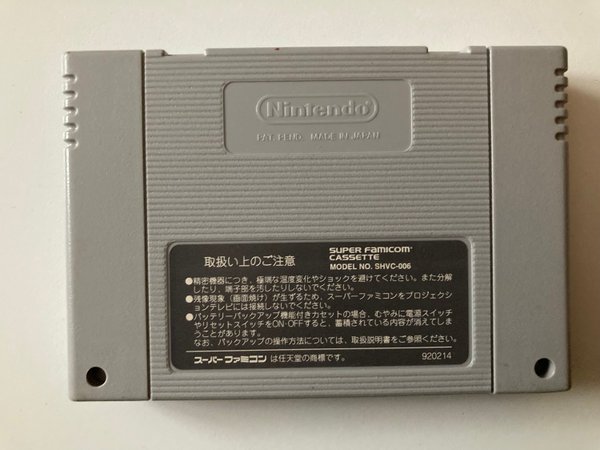 Nintendo®
PAT. PEND. MADE IN JAPAN
取扱い上のご注意
SUPER FAMICOM™
CASSETTE
MODEL NO. SHVC-006
●精密機器につき、極端な温度変化やショックを避けてください。また分解
したり、端子部を汚したりしないでください。
●残像現象（画面焼け）が生ずるため、スーパーファミコンをプロジェクシ
ョンテレビには接続しないでください。
●バッテリーバックアップ機能付きカセットの場合、むやみに電源スイッチ
やリセットスイッチをON・OFFすると、蓄積されている内容が消えてしま
うことがあります。
なお、バックアップの操作方法については、取扱説明書をご参照ください。
スーパーファミコン は任天堂の商標です。
920214